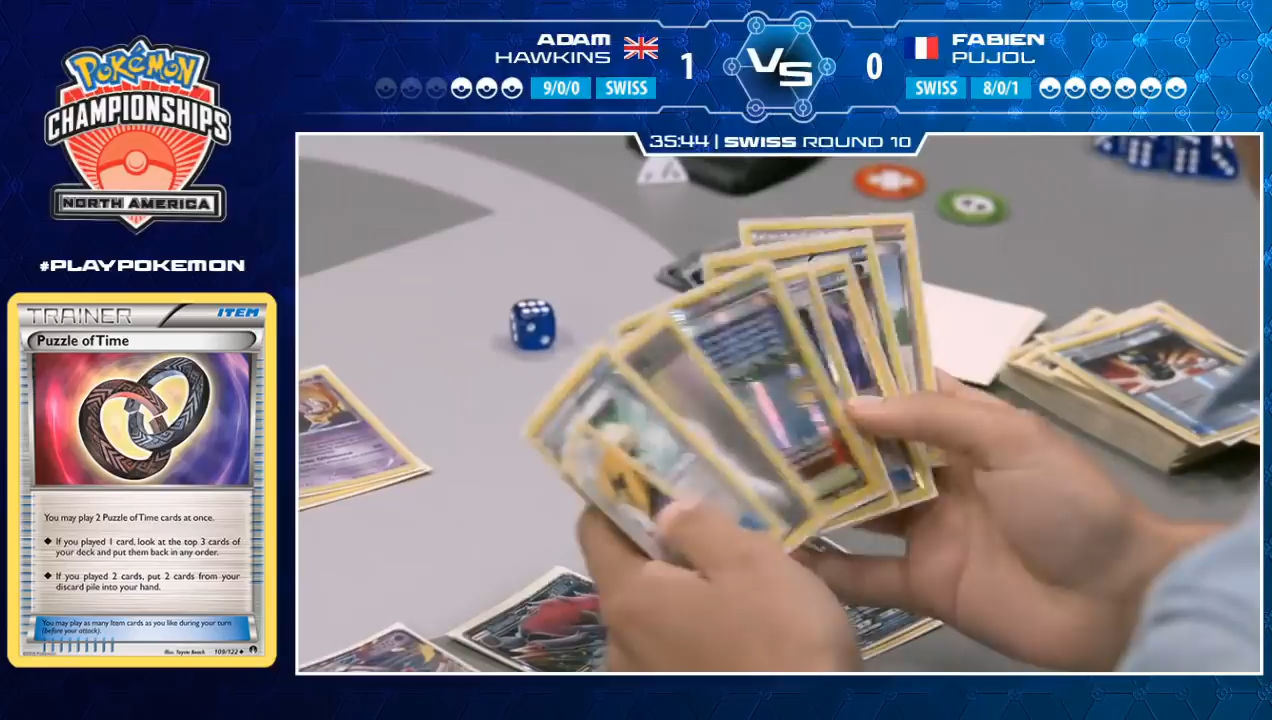 POKÉMON
CHAMPIONSHIPS
NORTH AMERICA
#PLAYPOKEMON
ADAM
HAWKINS
1
VS
0
FABIEN
PUJOL
9/0/0
SWISS
SWISS
8/0/1
35:44 | SWISS ROUND 10
TRAINER
ITEM
Puzzle of Time
You may play 2 Puzzle of Time cards at once.
◆ If you played 1 card, look at the top 3 cards of
your deck and put them back in any order.
◆ If you played 2 cards, put 2 cards from your
discard pile into your hand.
You may play as many Item cards as you like during your turn
(before your attack).
109/122